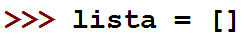 >>> lista = []